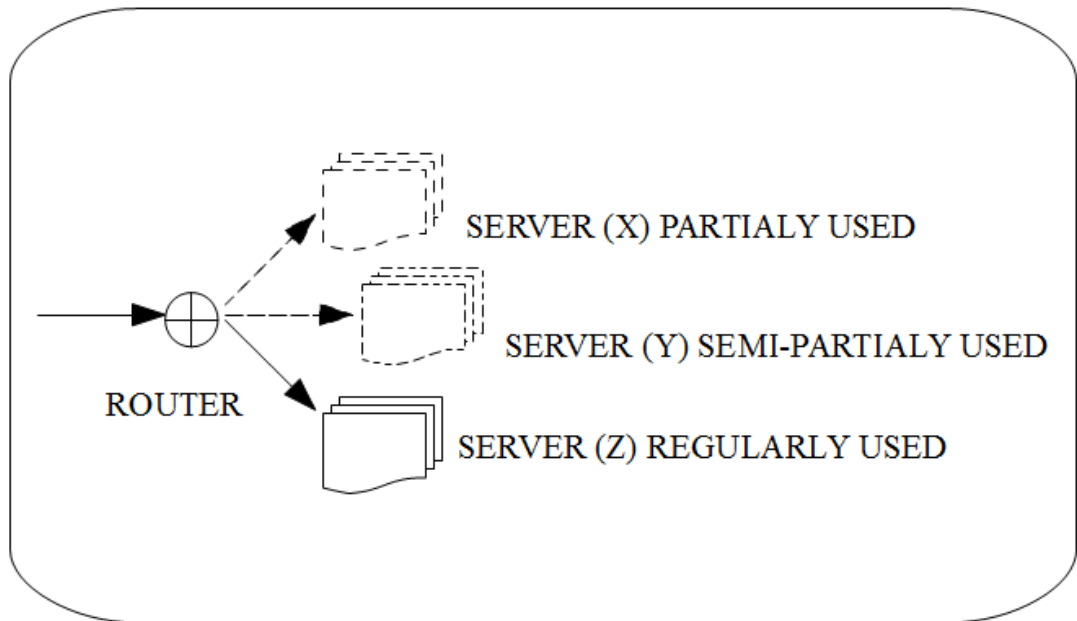 SERVER (X) PARTIALY USED
SERVER (Y) SEMI-PARTIALY USED
ROUTER
SERVER (Z) REGULARLY USED